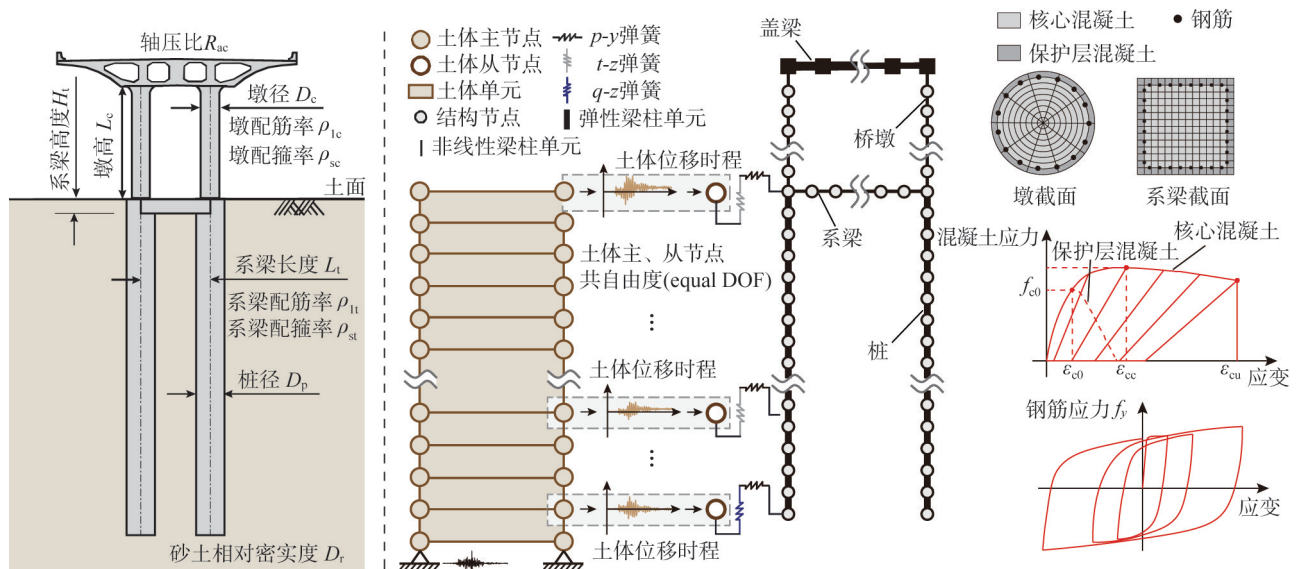 轴压比Rac
墩径 Dc
墩配筋率 ρ1c
墩配箍率 ρsc
墩高 Lc
系梁高度Ht
土面
系梁长度 Lt
系梁配筋率 ρ1t
系梁配箍率 ρst
桩径 Dp
砂土相对密实度 Dr
土体主节点
p-y弹簧
土体从节点
t-z弹簧
土体单元
q-z弹簧
结构节点
弹性梁柱单元
非线性梁柱单元
土体位移时程
土体主、从节点
共自由度(equal DOF)
...
土体位移时程
...
土体位移时程
盖梁
桥墩
系梁
桩
核心混凝土
钢筋
保护层混凝土
墩截面
系梁截面
混凝土应力
核心混凝土
保护层混凝土
fc0
εc0
εcc
εcu
应变
钢筋应力fy
应变